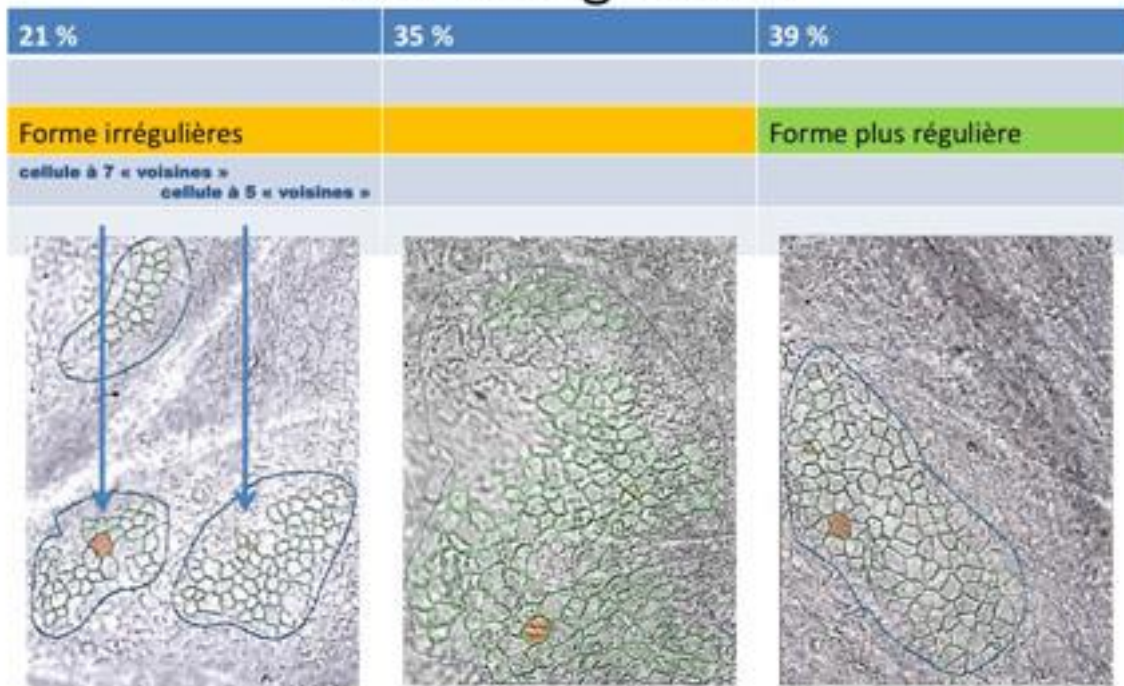 21 %
35 %
39 %
Forme irrégulières
Forme plus régulière
cellule à 7 « voisines »
cellule à 5 « voisines »